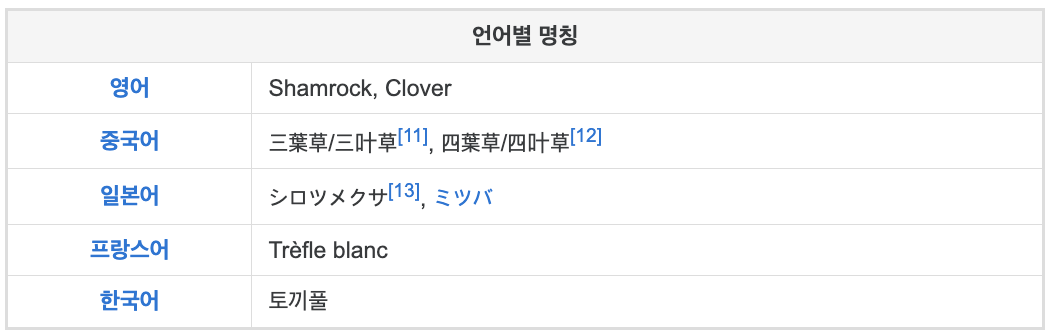 언어별 명칭
영어 Shamrock, Clover
중국어 三葉草/三叶草[11], 四葉草/四叶草[12]
일본어 シロツメクサ[13], ミツバ
프랑스어 Trèfle blanc
한국어 토끼풀